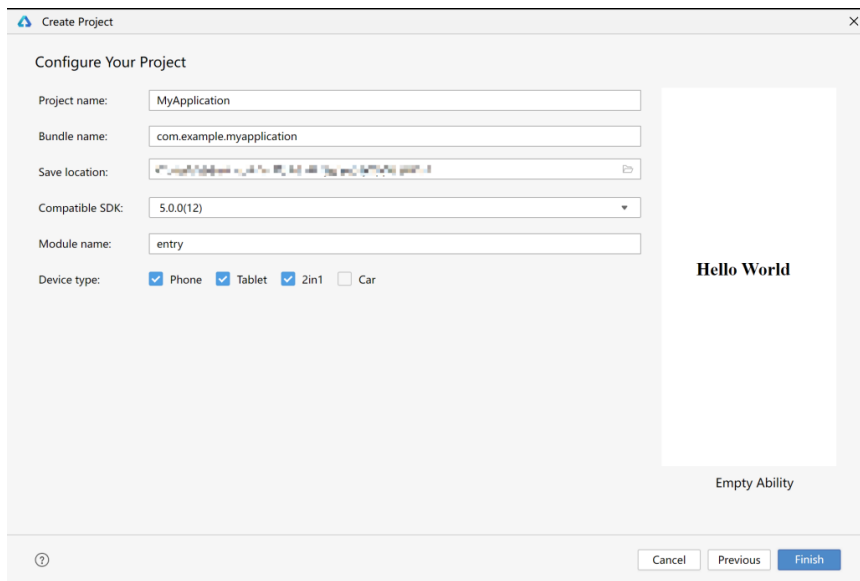 Create Project
Configure Your Project
Project name: MyApplication
Bundle name: com.example.myapplication
Save location:
Compatible SDK: 5.0.0(12)
Module name: entry
Device type: Phone Tablet 2in1 Car
Hello World
Empty Ability
? Cancel Previous Finish